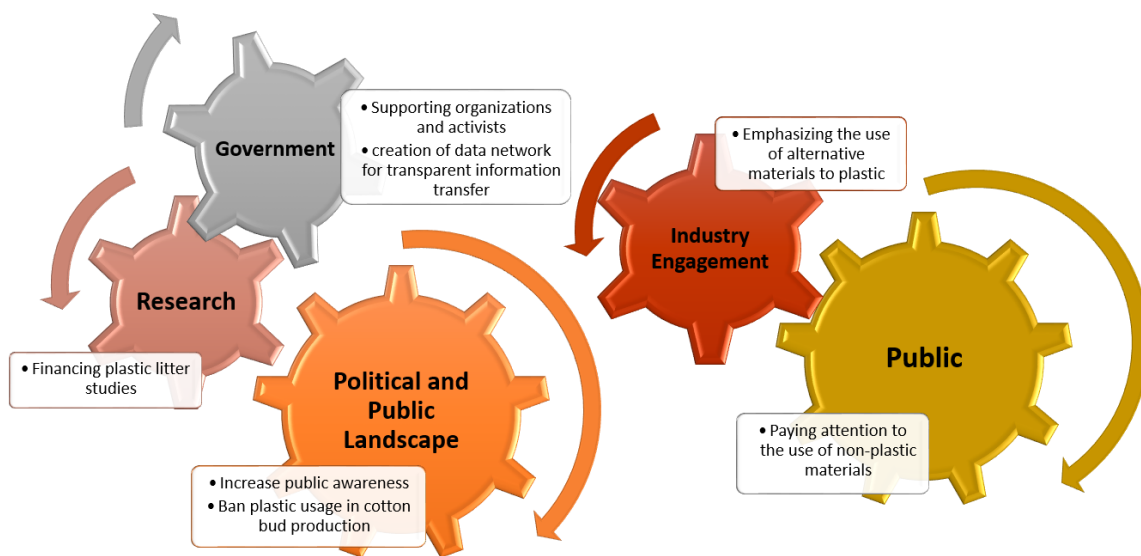 Government
• Supporting organizations
and activists
• creation of data network
for transparent information
transfer
Research
• Financing plastic litter
studies
Political and
Public
Landscape
• Increase public awareness
• Ban plastic usage in cotton
bud production
Industry
Engagement
• Emphasizing the use
of alternative
materials to plastic
Public
• Paying attention to
the use of non-plastic
materials